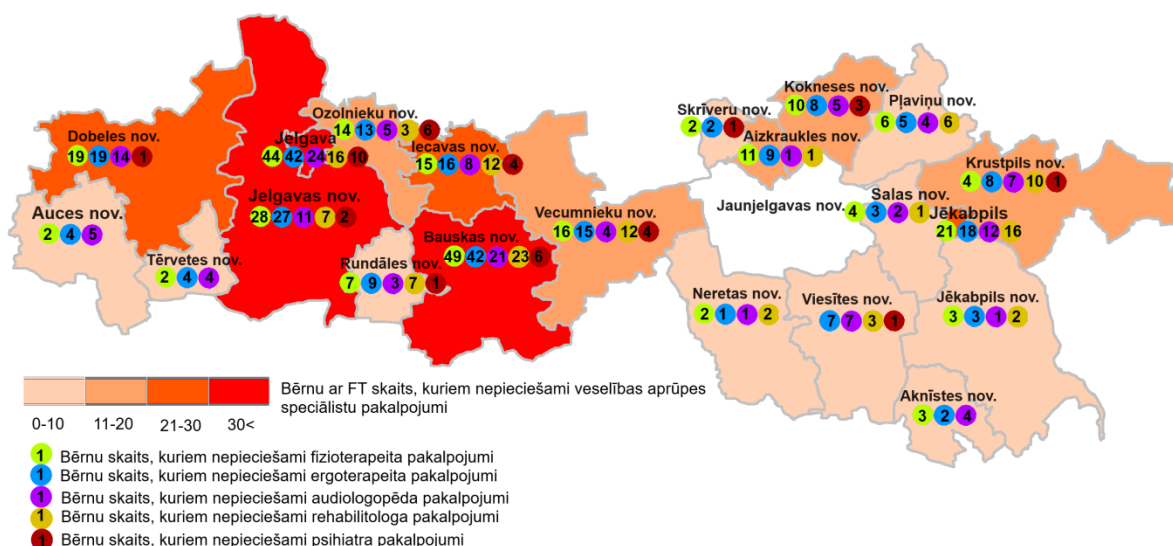 Kokneses nov.
10 8 5 3
Pļaviņu nov.
6 5 4 6
Skrīveru nov.
2 2 1
Ozolnieku nov.
14 13 5 3 6
Dobeles nov.
19 19 14 1
Jelgava
44 42 24 16 10
Iecavas nov.
15 16 8 12 4
Aizkraukles nov.
11 9 1 1
Krustpils nov.
4 8 7 10 1
Jelgavas nov.
28 27 11 7 2
Auces nov.
2 4 5
Vecumnieku nov.
16 15 4 12 4
Jaunjelgavas nov.
Salas nov.
4 3 2 1
Jēkabpils
21 18 12 16
Bauskas nov.
49 42 21 23 6
Tērvetes nov.
2 4 4
Rundāles nov.
7 9 3 7 1
Neretas nov.
2 1 1 2
Viesītes nov.
7 7 3 1
Jēkabpils nov.
3 3 1 2
Aknīstes nov.
3 2 4
0-10 11-20 21-30 30<
Bērnu ar FT skaits, kuriem nepieciešami veselības aprūpes
speciālistu pakalpojumi
1 Bērnu skaits, kuriem nepieciešami fizioterapeita pakalpojumi
1 Bērnu skaits, kuriem nepieciešami ergoterapeita pakalpojumi
1 Bērnu skaits, kuriem nepieciešami audiologopēda pakalpojumi
1 Bērnu skaits, kuriem nepieciešami rehabilitologa pakalpojumi
1 Bērnu skaits, kuriem nepieciešami psihiatra pakalpojumi